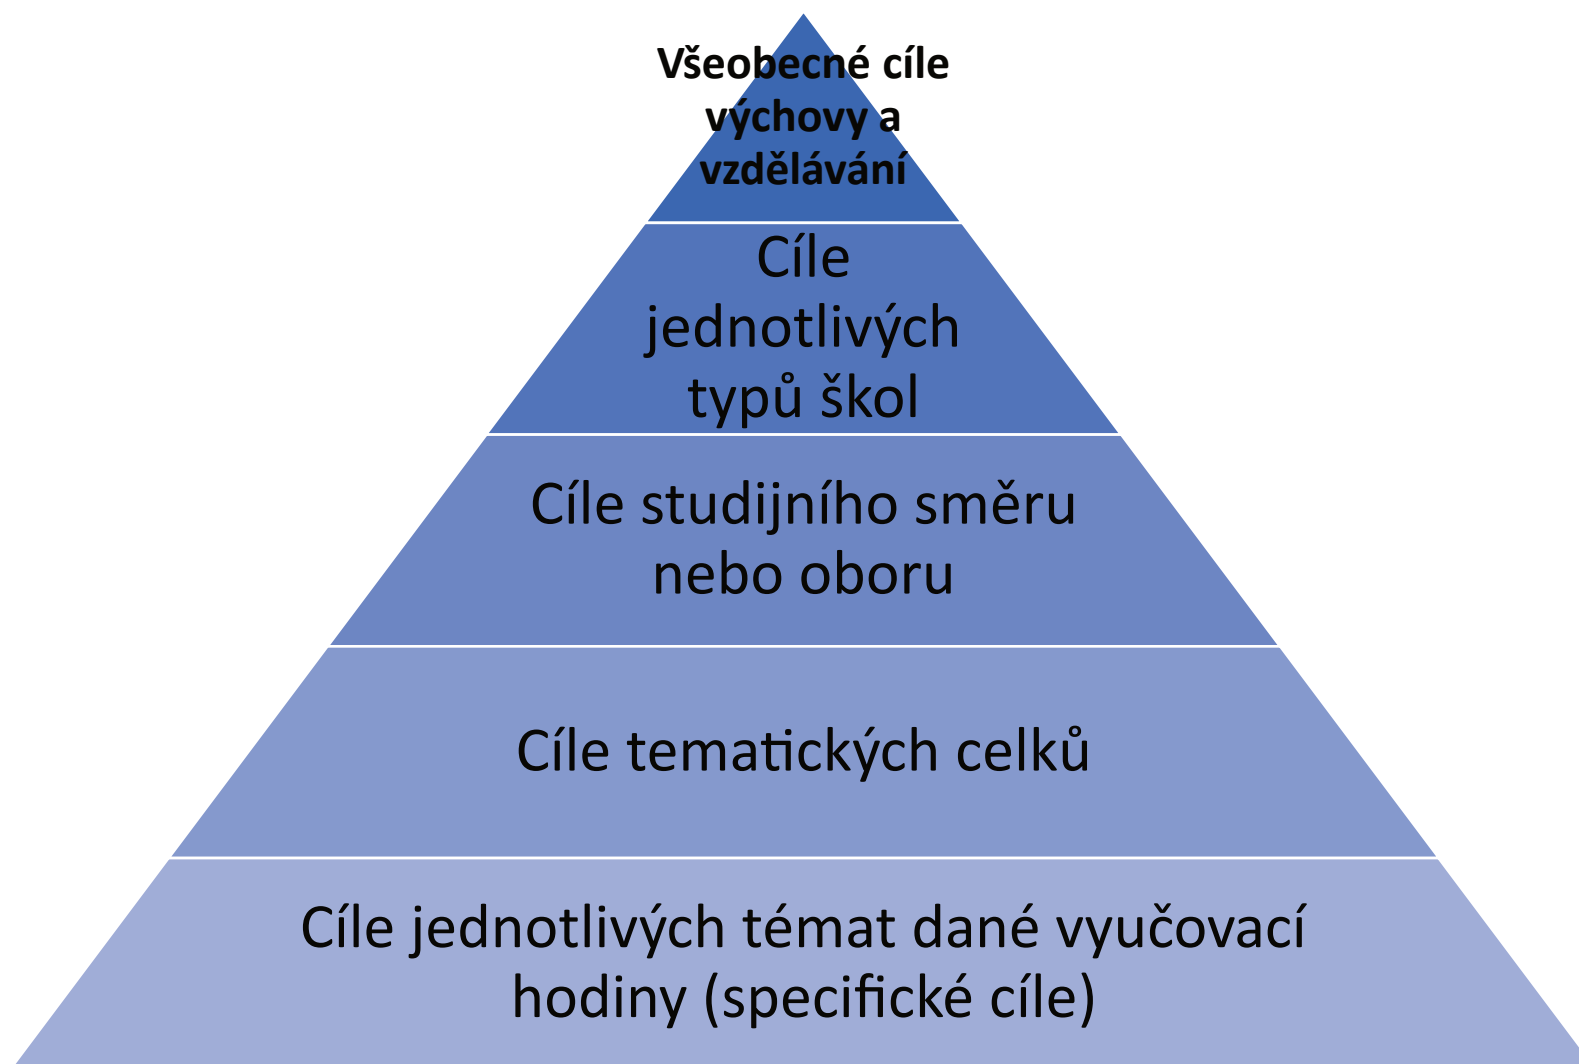 Všeobecné cíle
výchovy a
vzdělávání
Cíle
jednotlivých
typů škol
Cíle studijního směru
nebo oboru
Cíle tematických celků
Cíle jednotlivých témat dané vyučovací
hodiny (specifické cíle)